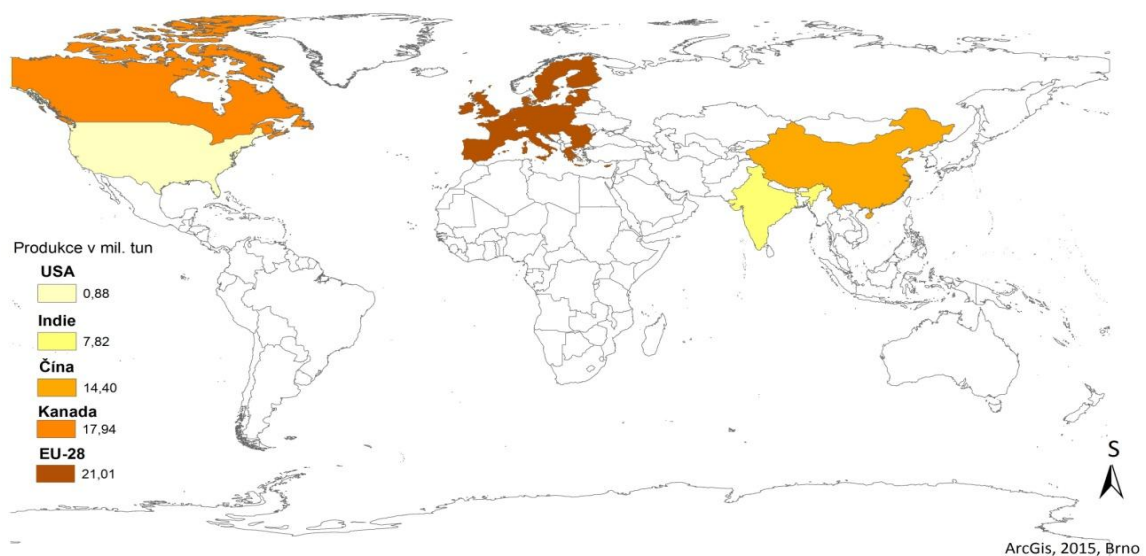 Produkce v mil. tun
USA
0,88
Indie
7,82
Čína
14,40
Kanada
17,94
EU-28
21,01
S
ArcGis, 2015, Brno